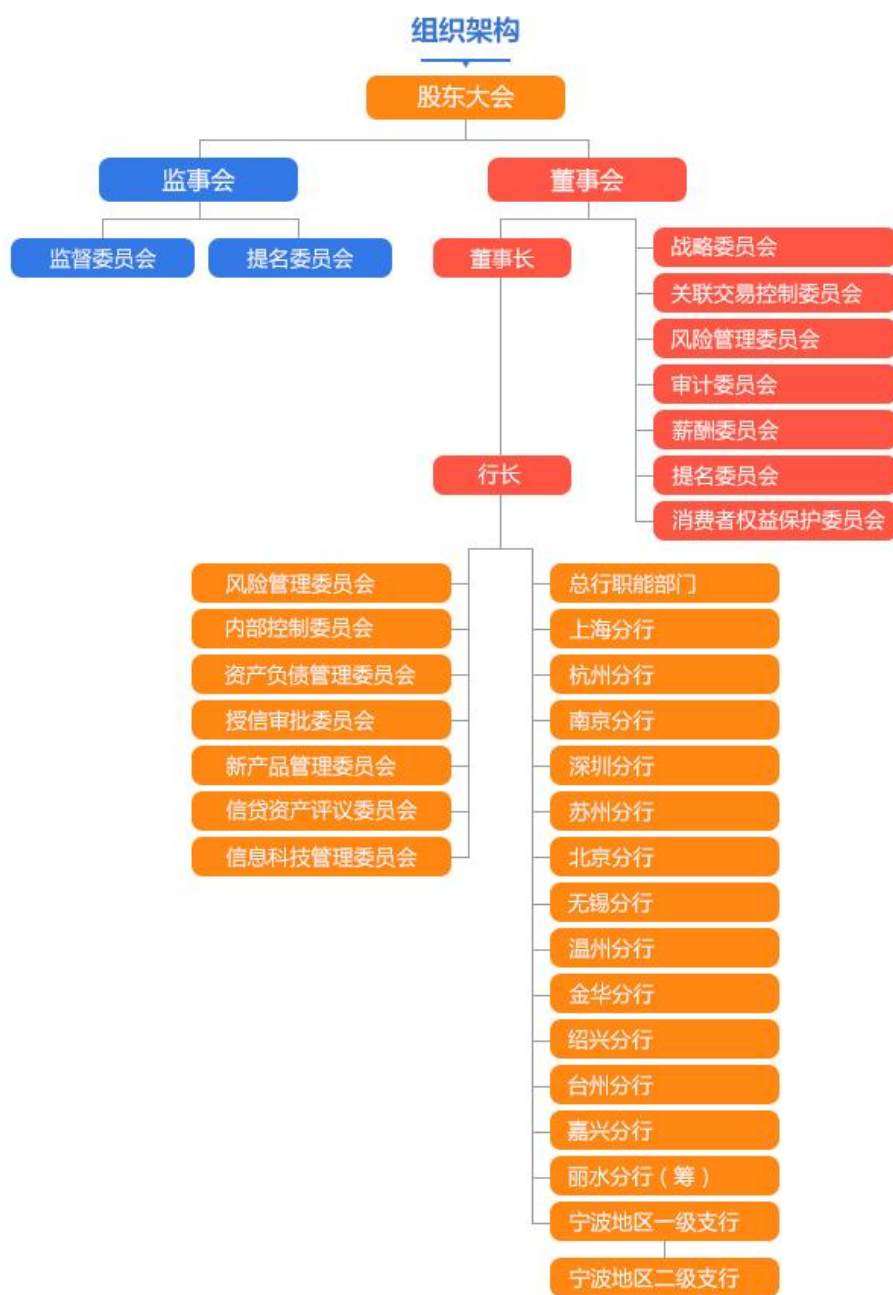 组织架构
股东大会
监事会
董事会
监督委员会
提名委员会
董事长
战略委员会
关联交易控制委员会
风险管理委员会
审计委员会
薪酬委员会
提名委员会
消费者权益保护委员会
行长
风险管理委员会
内部控制委员会
资产负债管理委员会
授信审批委员会
新产品管理委员会
信贷资产评议委员会
信息科技管理委员会
总行职能部门
上海分行
杭州分行
南京分行
深圳分行
苏州分行
北京分行
无锡分行
温州分行
金华分行
绍兴分行
台州分行
嘉兴分行
丽水分行（筹）
宁波地区一级支行
宁波地区二级支行